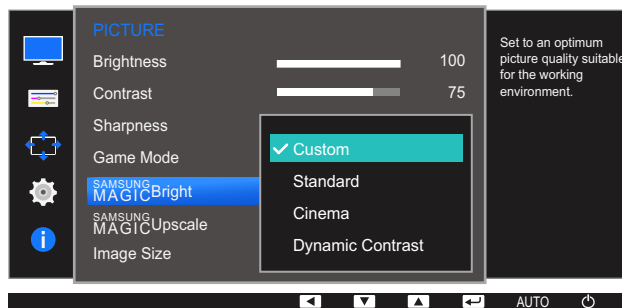 PICTURE
Brightness 100
Contrast 75
Sharpness
Game Mode
SAMSUNG
MAGICBright
SAMSUNG
MAGICUpscale
Image Size
Custom
Standard
Cinema
Dynamic Contrast
Set to an optimum
picture quality suitable
for the working
environment.
AUTO